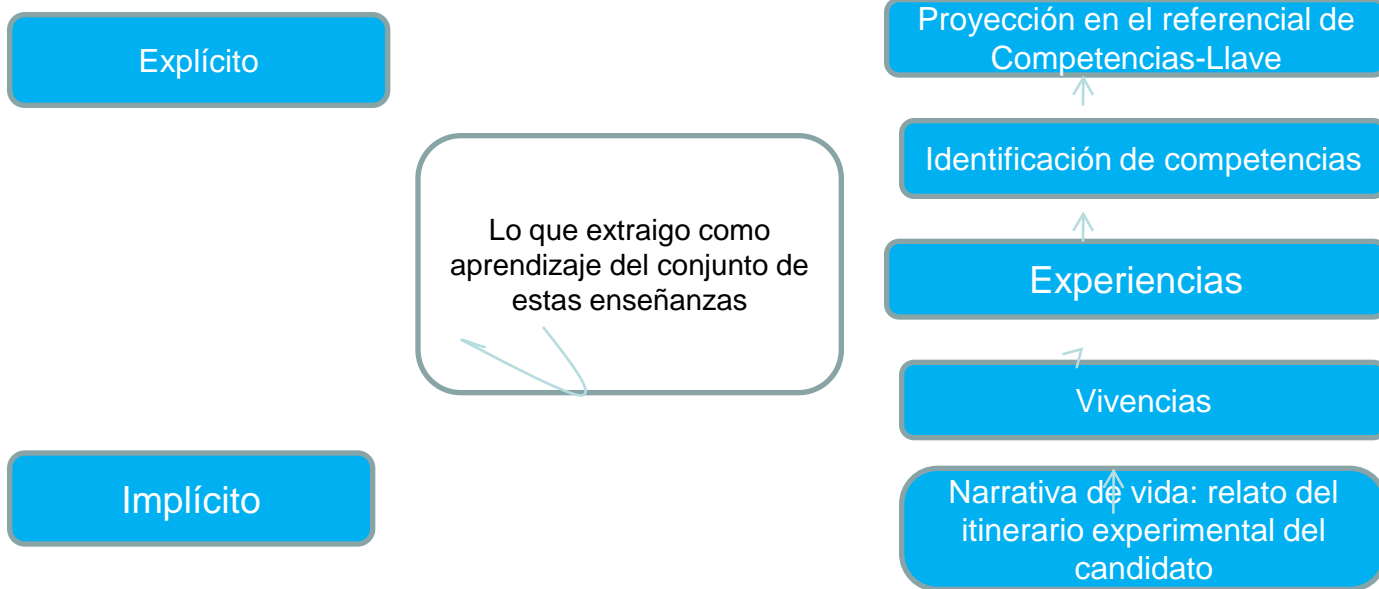 Explícito
Lo que extraigo como
aprendizaje del conjunto de
estas enseñanzas
Implícito
Proyección en el referencial de
Competencias-Llave
Identificación de competencias
Experiencias
Vivencias
Narrativa de vida: relato del
itinerario experimental del
candidato